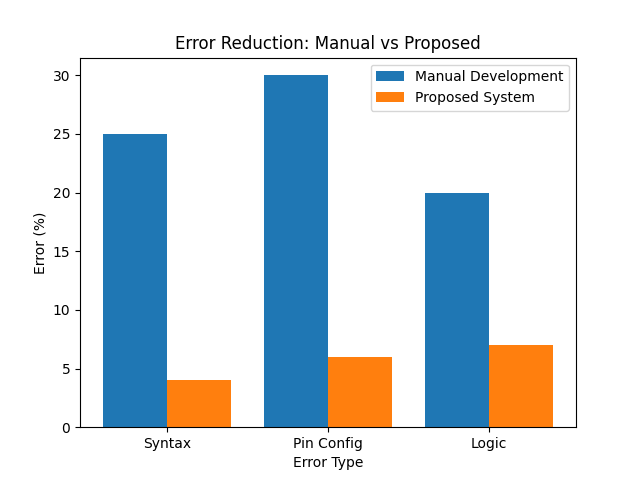 Error Reduction: Manual vs Proposed
Manual Development
Proposed System
30
25
20
15
10
5
0
Error (%)
Syntax
Pin Config
Logic
Error Type